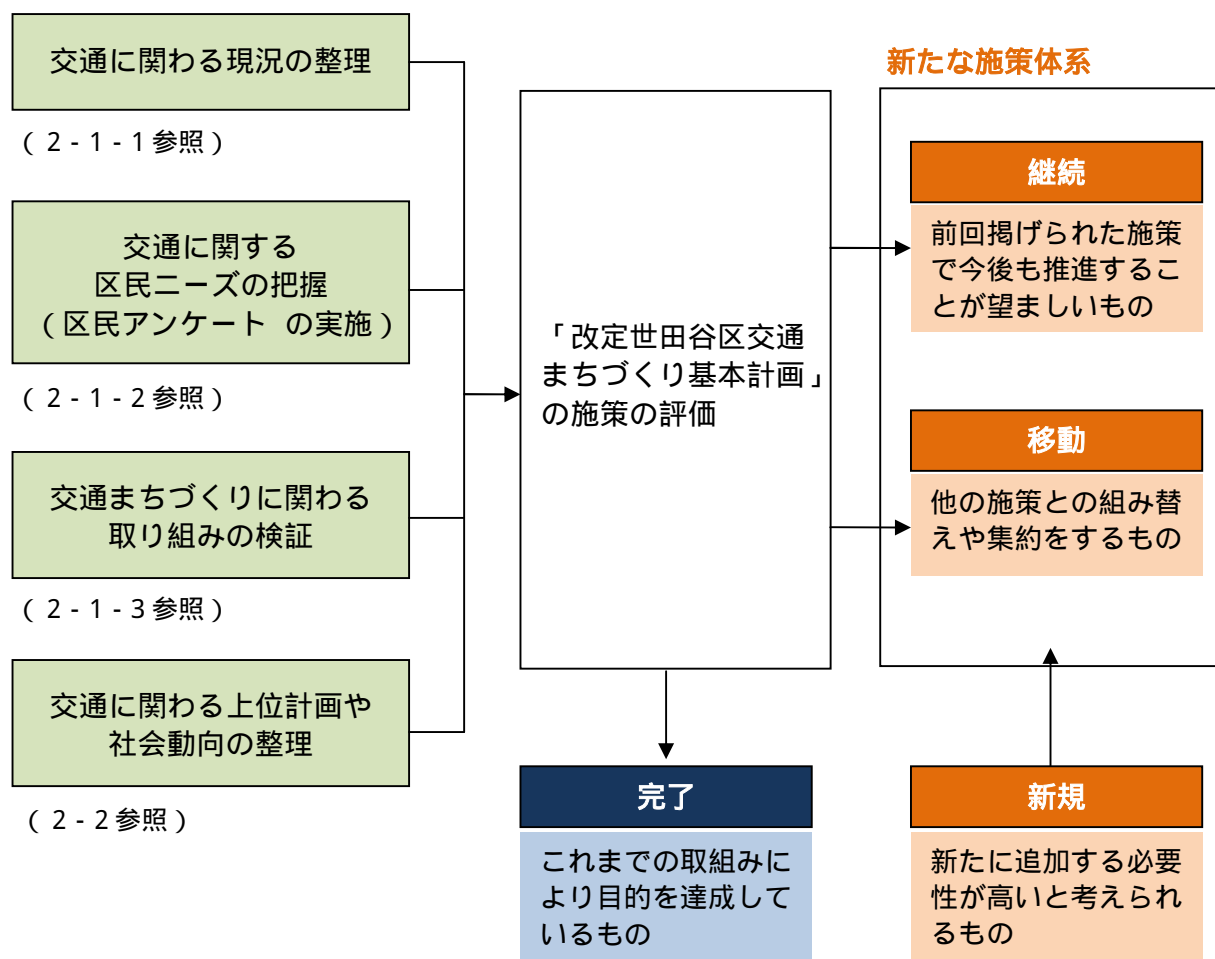 交通に関わる現況の整理
（２-１-１参照）
交通に関する
区民ニーズの把握
（区民アンケート の実施）
（２-１-２参照）
交通まちづくりに関わる
取り組みの検証
（２-１-３参照）
交通に関わる上位計画や
社会動向の整理
（２-２参照）
「改定世田谷区交通
まちづくり基本計画」
の施策の評価
完了
これまでの取組みに
より目的を達成して
いるもの
新たな施策体系
継続
前回掲げられた施策
で今後も推進するこ
とが望ましいもの
移動
他の施策との組み替
えや集約をするもの
新規
新たに追加する必要
性が高いと考えられ
るもの